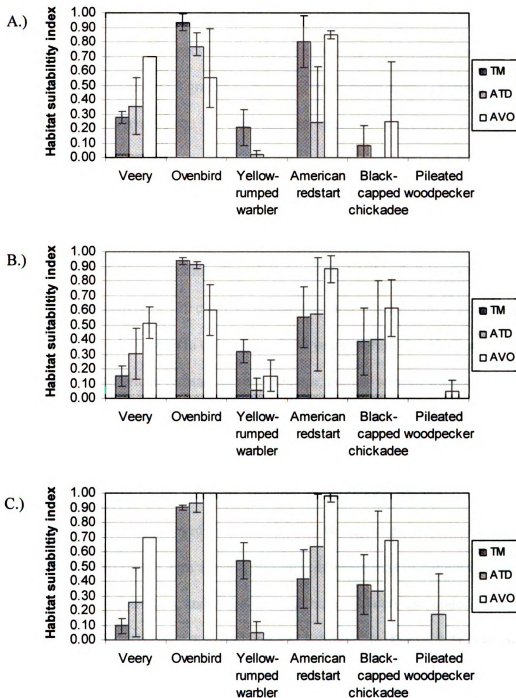 A.)
Habitat suitabiltity index
1.00
0.90
0.80
0.70
0.60
0.50
0.40
0.30
0.20
0.10
0.00
Veery Ovenbird Yellow- American Black- Pileated
rumped redstart capped woodpecker
warbler chickadee
TM
ATD
AVO
B.)
Habitat suitabiltity index
1.00
0.90
0.80
0.70
0.60
0.50
0.40
0.30
0.20
0.10
0.00
Veery Ovenbird Yellow- American Black- Pileated
rumped redstart capped woodpecker
warbler chickadee
TM
ATD
AVO
C.)
Habitat suitabiltity index
1.00
0.90
0.80
0.70
0.60
0.50
0.40
0.30
0.20
0.10
0.00
Veery Ovenbird Yellow- American Black- Pileated
rumped redstart capped woodpecker
warbler chickadee
TM
ATD
AVO